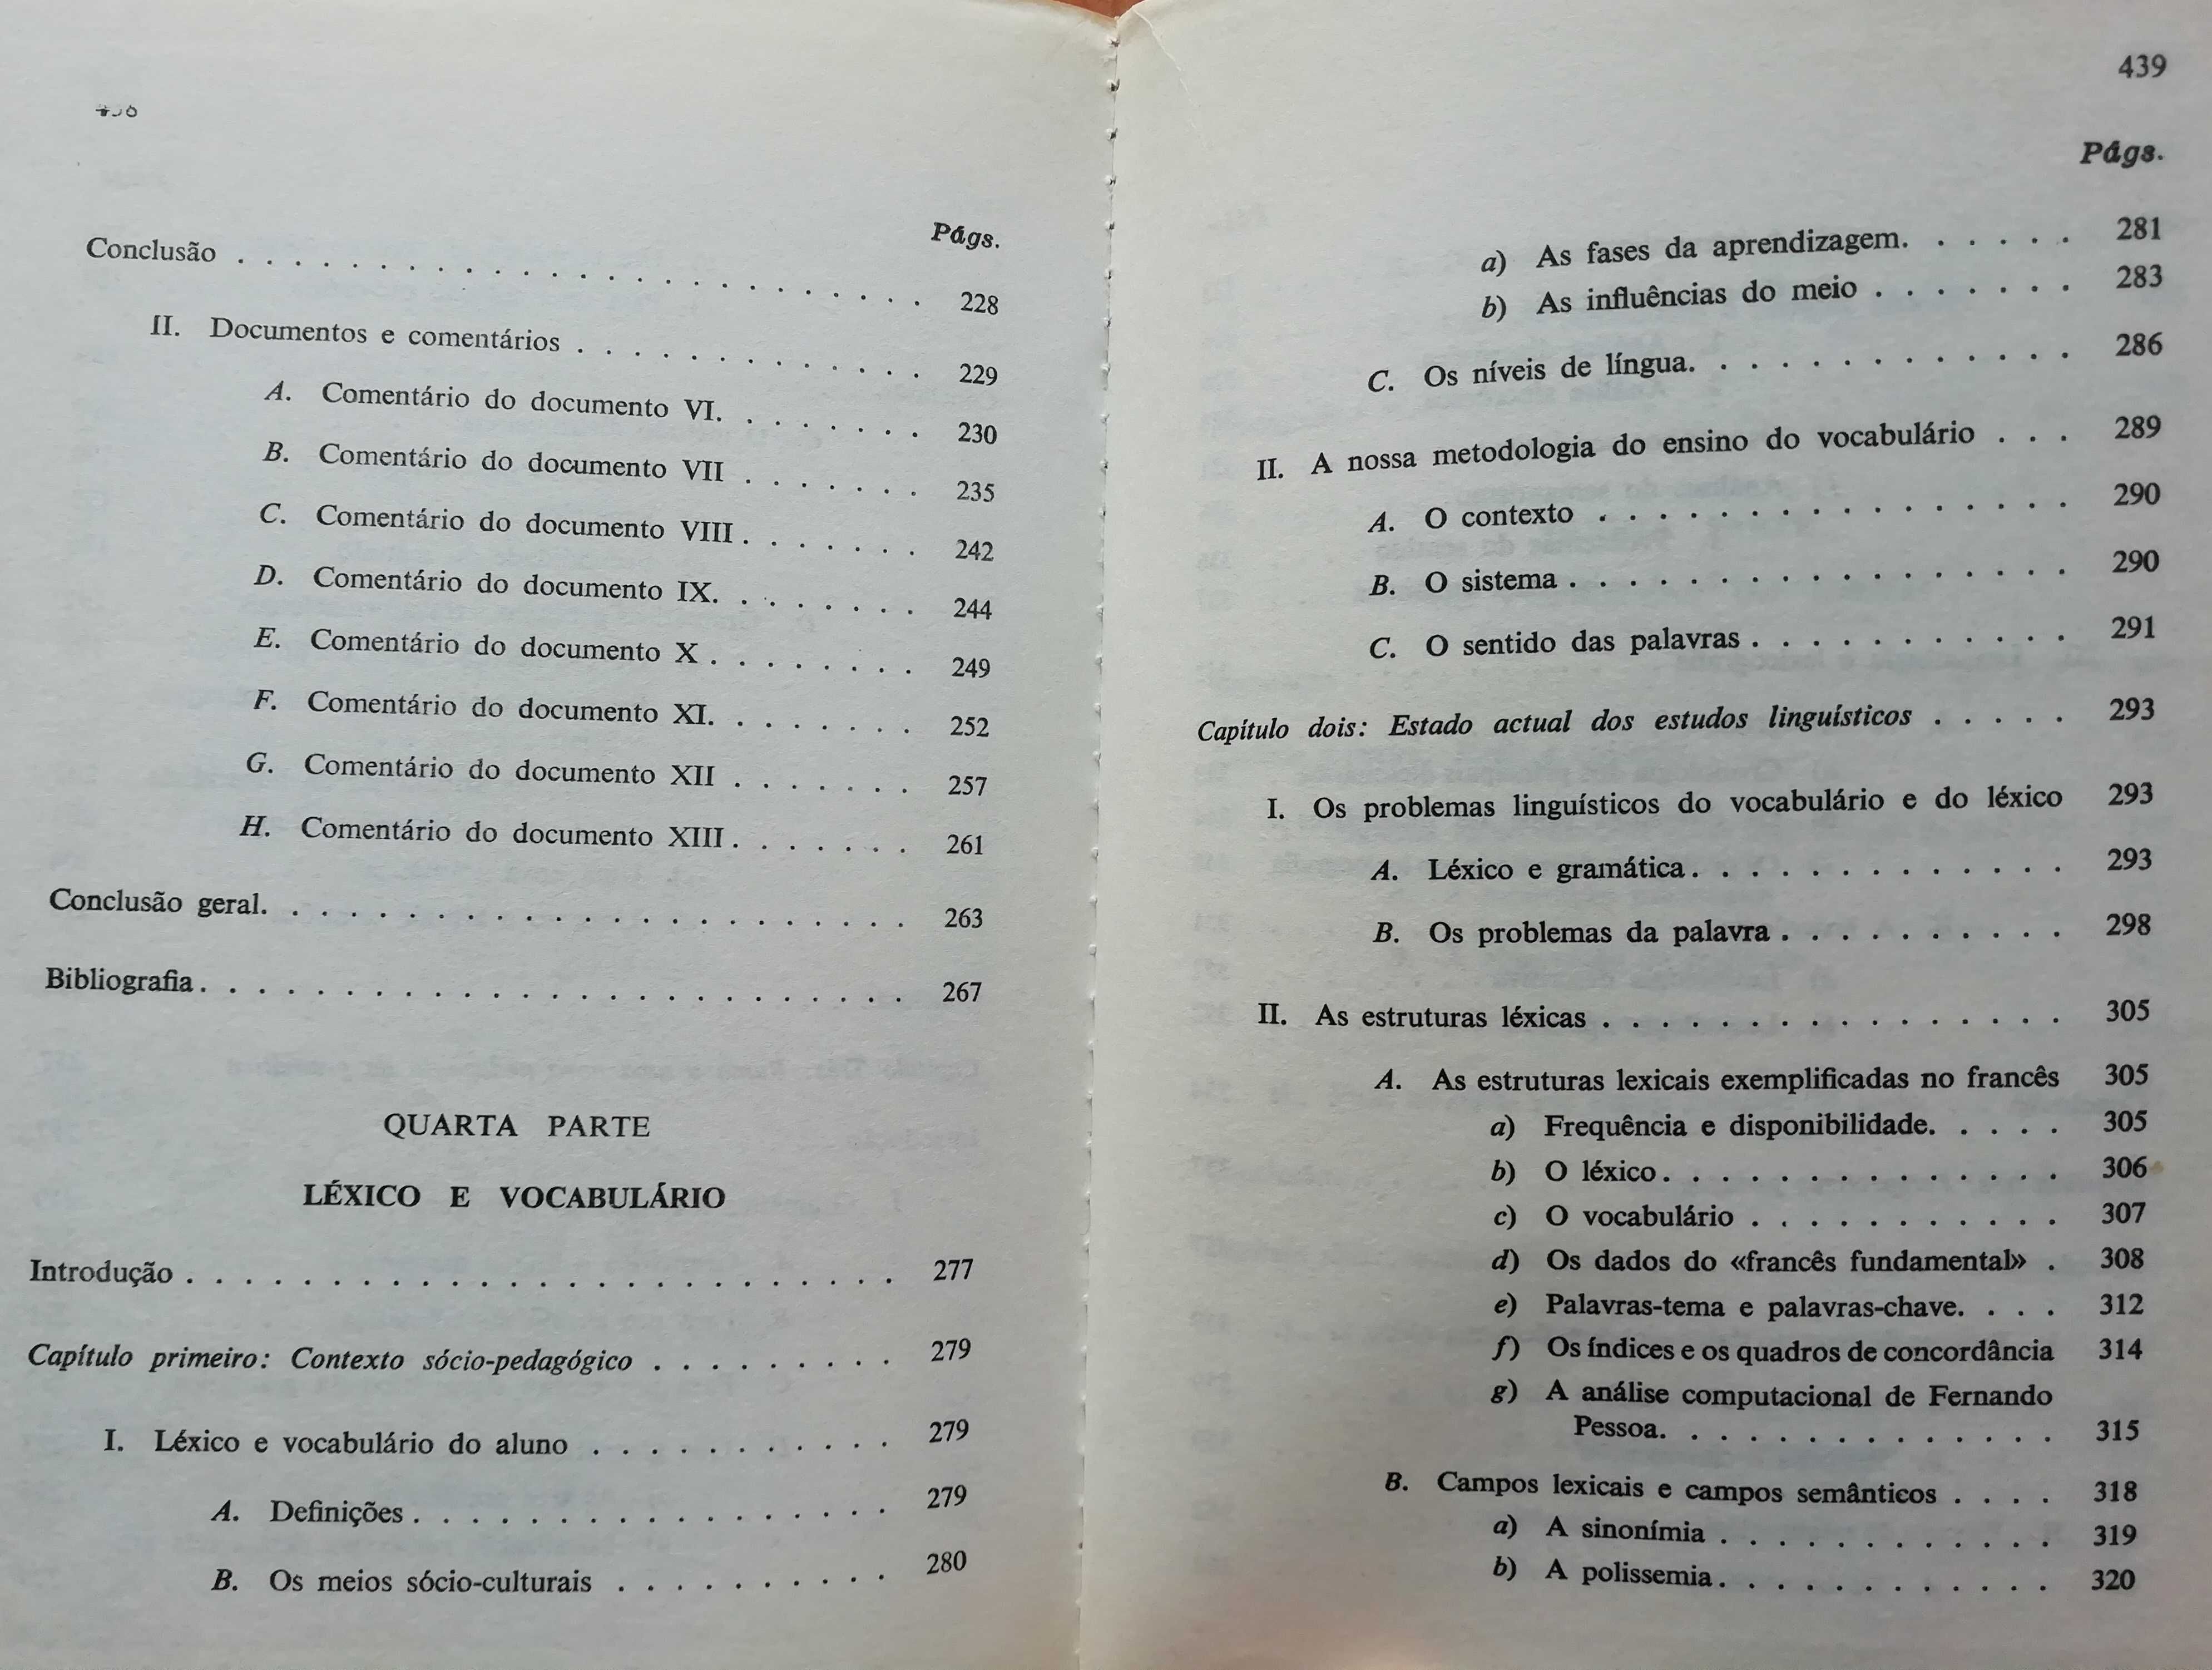 Págs.
Conclusão . . . . . . . . . . . . . . . . . . . . . . . . 228
II. Documentos e comentários . . . . . . . . . . . . 229
A. Comentário do documento VI. . . . . . . . 230
B. Comentário do documento VII . . . . . . . 235
C. Comentário do documento VIII . . . . . . . 242
D. Comentário do documento IX. . . . . . . . 244
E. Comentário do documento X . . . . . . . . 249
F. Comentário do documento XI. . . . . . . . 252
G. Comentário do documento XII . . . . . . . 257
H. Comentário do documento XIII . . . . . . . 261
Conclusão geral. . . . . . . . . . . . . . . . . . . . . . . 263
Bibliografia . . . . . . . . . . . . . . . . . . . . . . . . . 267
QUARTA PARTE
LÉXICO E VOCABULÁRIO
Introdução . . . . . . . . . . . . . . . . . . . . . . . . . 277
Capítulo primeiro: Contexto sócio-pedagógico . . . . . . . . . 279
I. Léxico e vocabulário do aluno . . . . . . . . . . . 279
A. Definições . . . . . . . . . . . . . . . . . 279
B. Os meios sócio-culturais . . . . . . . . . . 280
439
Págs.
a) As fases da aprendizagem. . . . . . 281
b) As influências do meio . . . . . . . 283
C. Os níveis de língua. . . . . . . . . . . . . . 286
II. A nossa metodologia do ensino do vocabulário . . . 289
A. O contexto . . . . . . . . . . . . . . . . 290
B. O sistema . . . . . . . . . . . . . . . . . 290
C. O sentido das palavras . . . . . . . . . . . 291
Capítulo dois: Estado actual dos estudos linguísticos . . . . . 293
I. Os problemas linguísticos do vocabulário e do léxico 293
A. Léxico e gramática . . . . . . . . . . . . . 293
B. Os problemas da palavra . . . . . . . . . . 298
II. As estruturas léxicas . . . . . . . . . . . . . . . . 305
A. As estruturas lexicais exemplificadas no francês 305
a) Frequência e disponibilidade. . . . . 305
b) O léxico . . . . . . . . . . . . . . 306
c) O vocabulário . . . . . . . . . . . 307
d) Os dados do «francês fundamental» . 308
e) Palavras-tema e palavras-chave. . . . 312
f) Os índices e os quadros de concordância 314
g) A análise computacional de Fernando
Pessoa. . . . . . . . . . . . . . 315
B. Campos lexicais e campos semânticos . . . . 318
a) A sinonímia . . . . . . . . . . . . 319
b) A polissemia . . . . . . . . . . . . 320